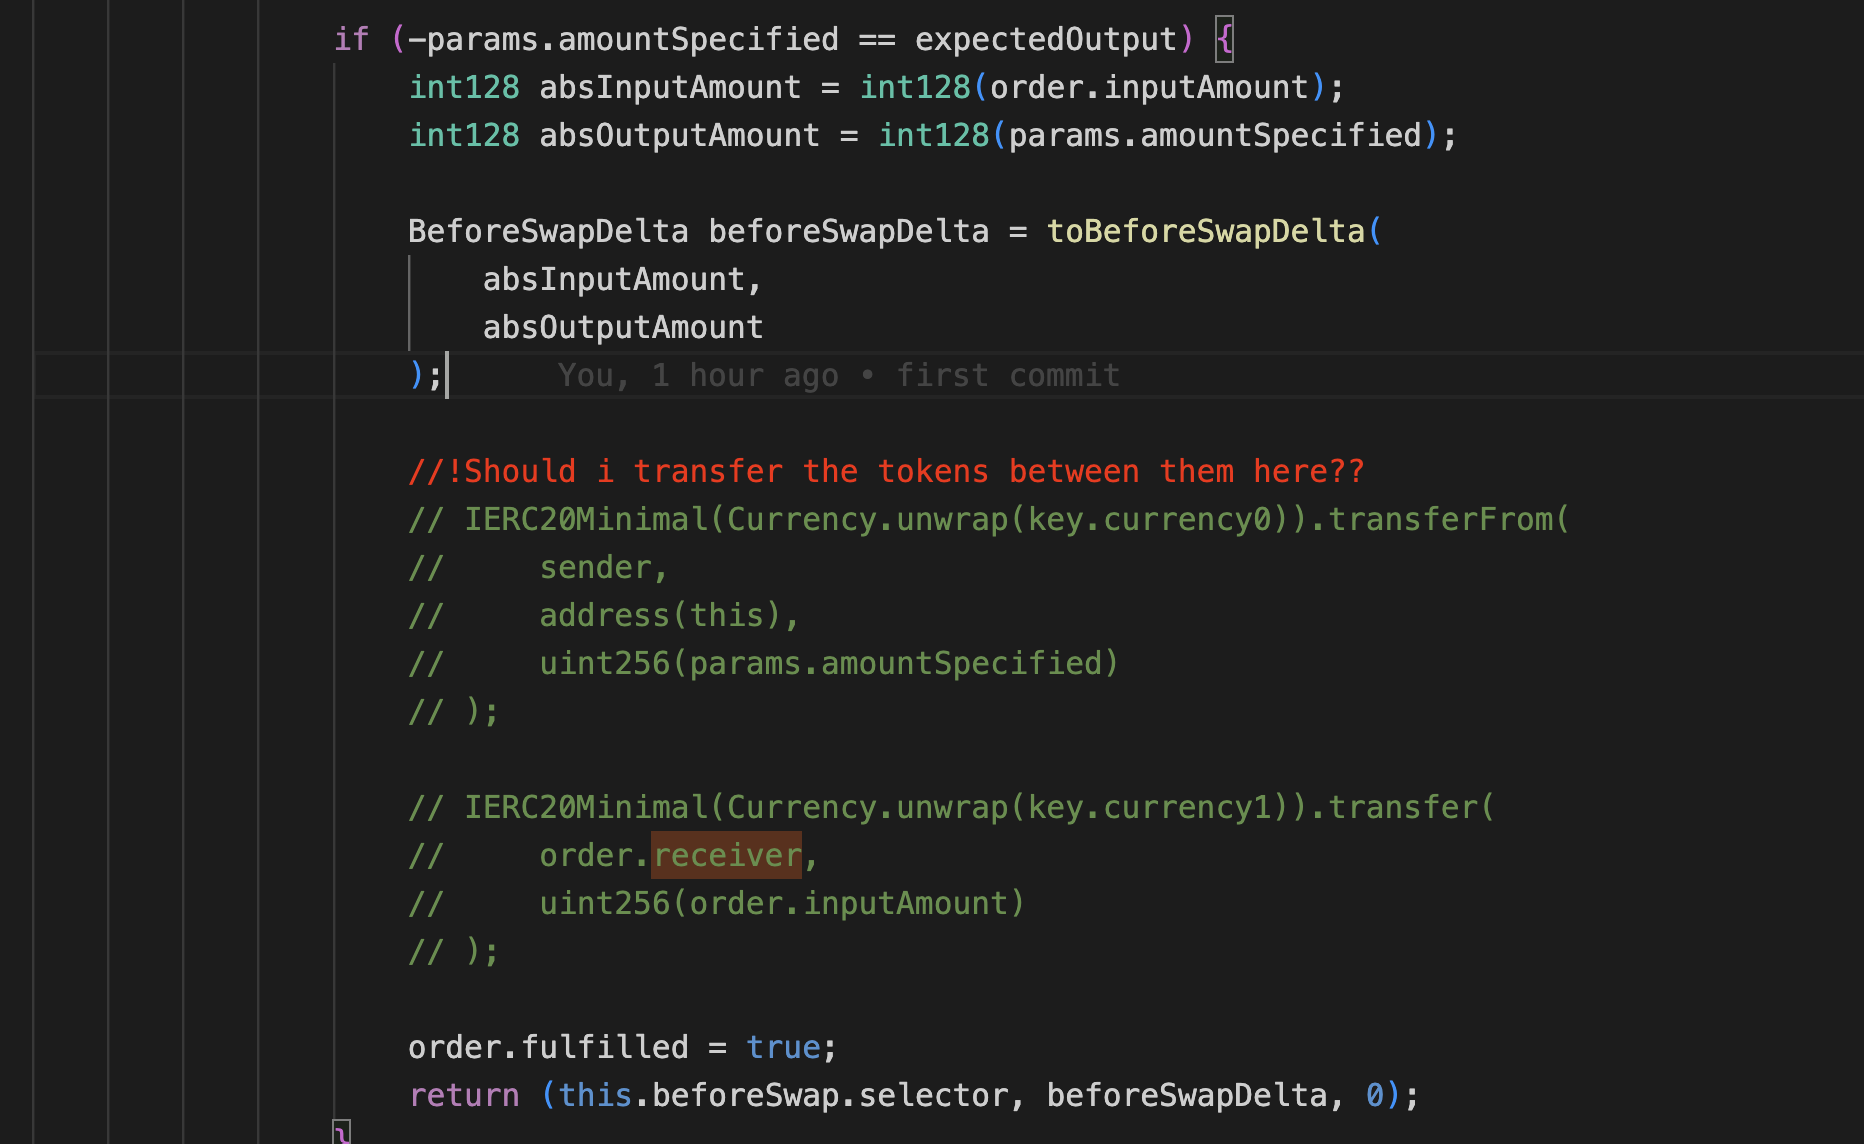 if (-params.amountSpecified == expectedOutput) {
int128 absInputAmount = int128(order.inputAmount);
int128 absOutputAmount = int128(params.amountSpecified);
BeforeSwapDelta beforeSwapDelta = toBeforeSwapDelta(
absInputAmount,
absOutputAmount
); You, 1 hour ago • first commit
//!Should i transfer the tokens between them here??
// IERC20Minimal(Currency.unwrap(key.currency0)).transferFrom(
// sender,
// address(this),
// uint256(params.amountSpecified)
// );
// IERC20Minimal(Currency.unwrap(key.currency1)).transfer(
// order.receiver,
// uint256(order.inputAmount)
// );
order.fulfilled = true;
return (this.beforeSwap.selector, beforeSwapDelta, 0);
}